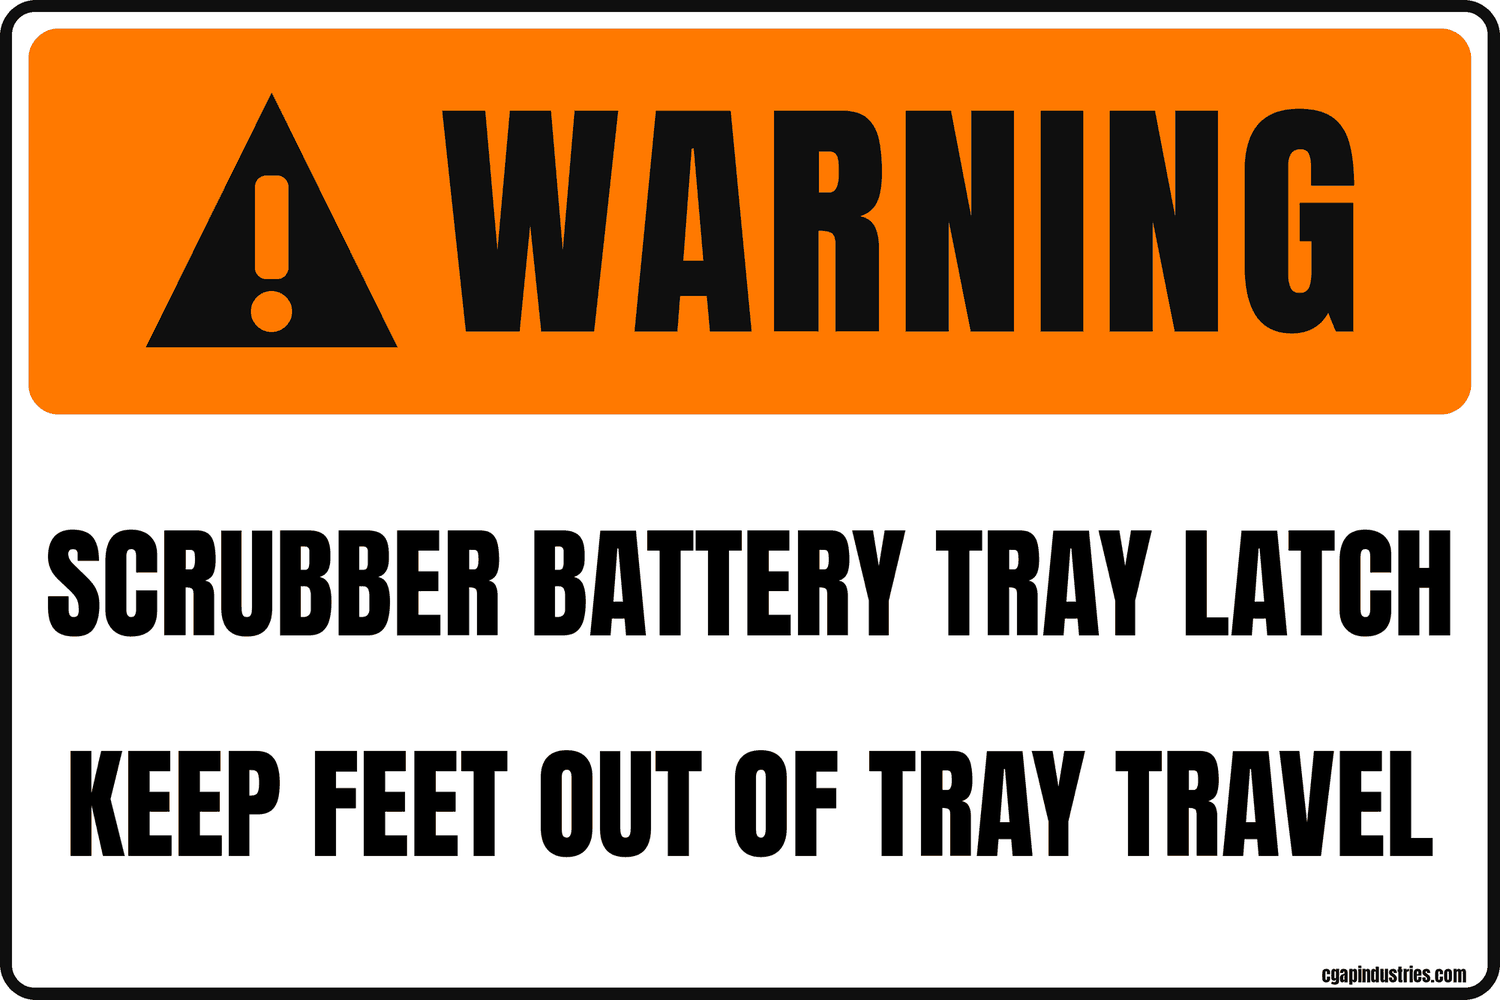 WARNING
SCRUBBER BATTERY TRAY LATCH
KEEP FEET OUT OF TRAY TRAVEL
cgapindustries.com